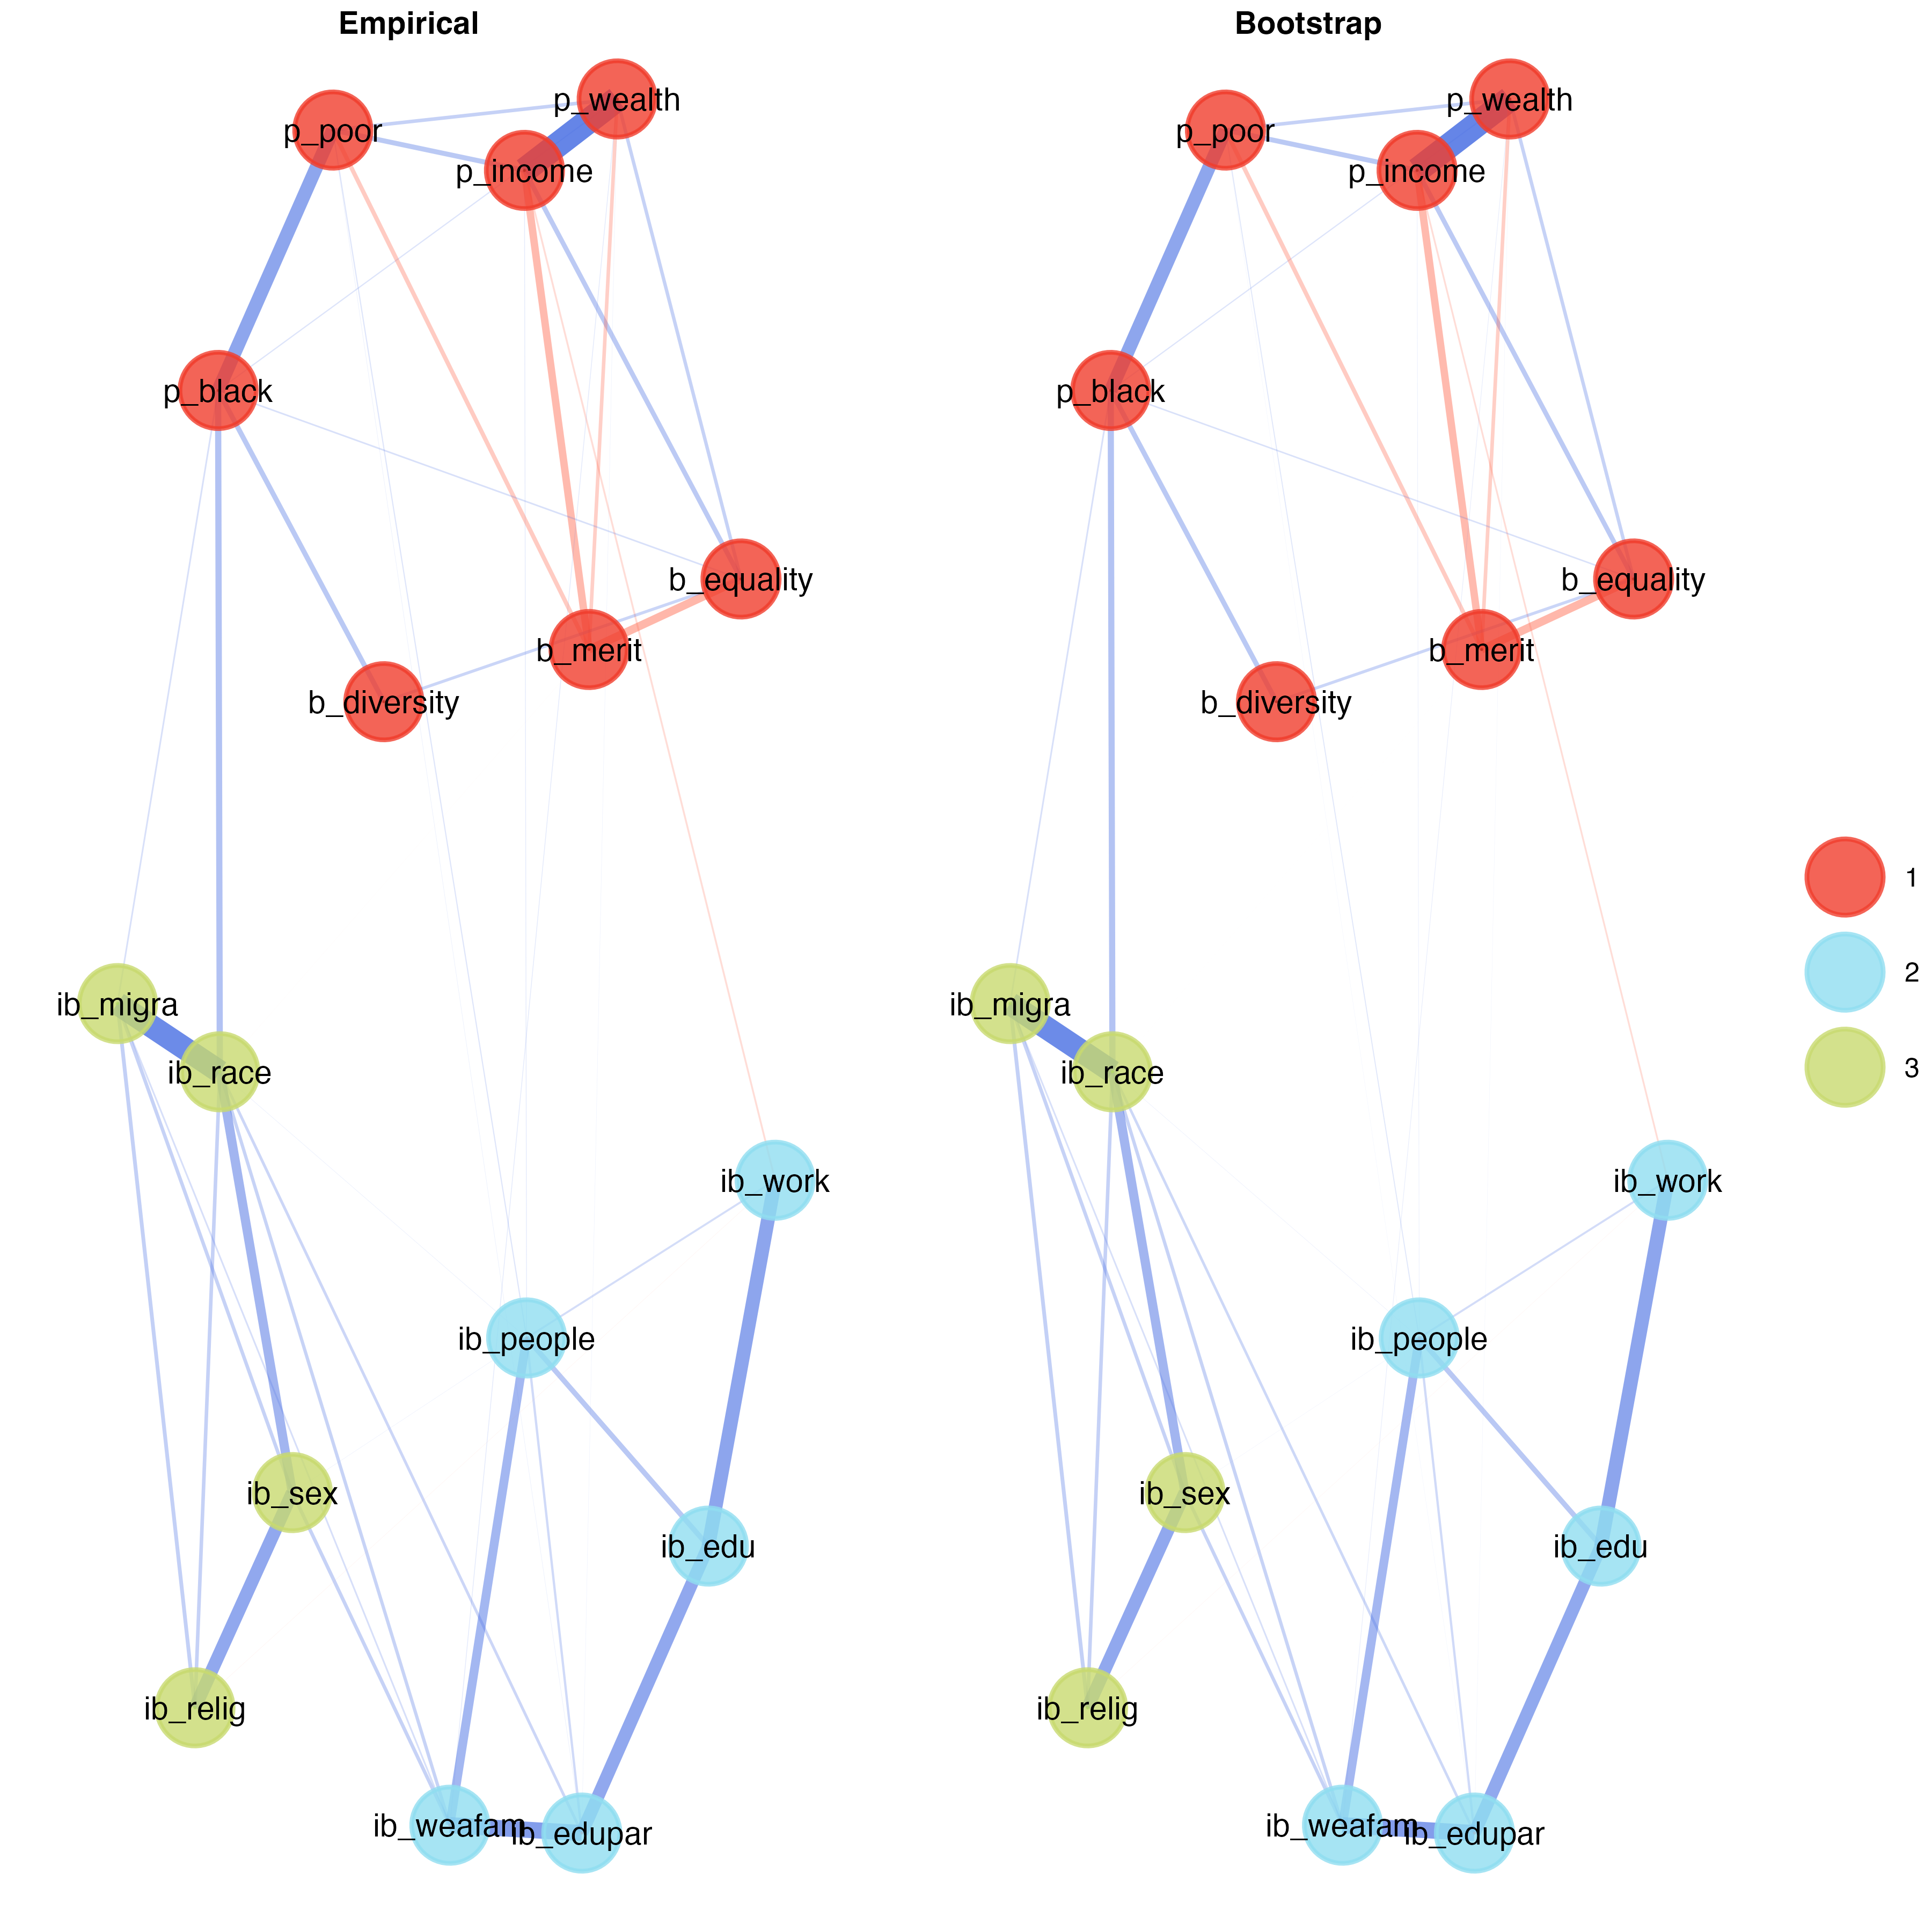 Empirical
p_wealth
p_poor
p_income
p_black
b_equality
b_merit
b_diversity
ib_migra
ib_race
ib_work
ib_people
ib_sex
ib_edu
ib_relig
ib_weafam
ib_edupar
Bootstrap
p_wealth
p_poor
p_income
p_black
b_equality
b_merit
b_diversity
ib_migra
ib_race
ib_work
ib_people
ib_sex
ib_edu
ib_relig
ib_weafam
ib_edupar
1
2
3